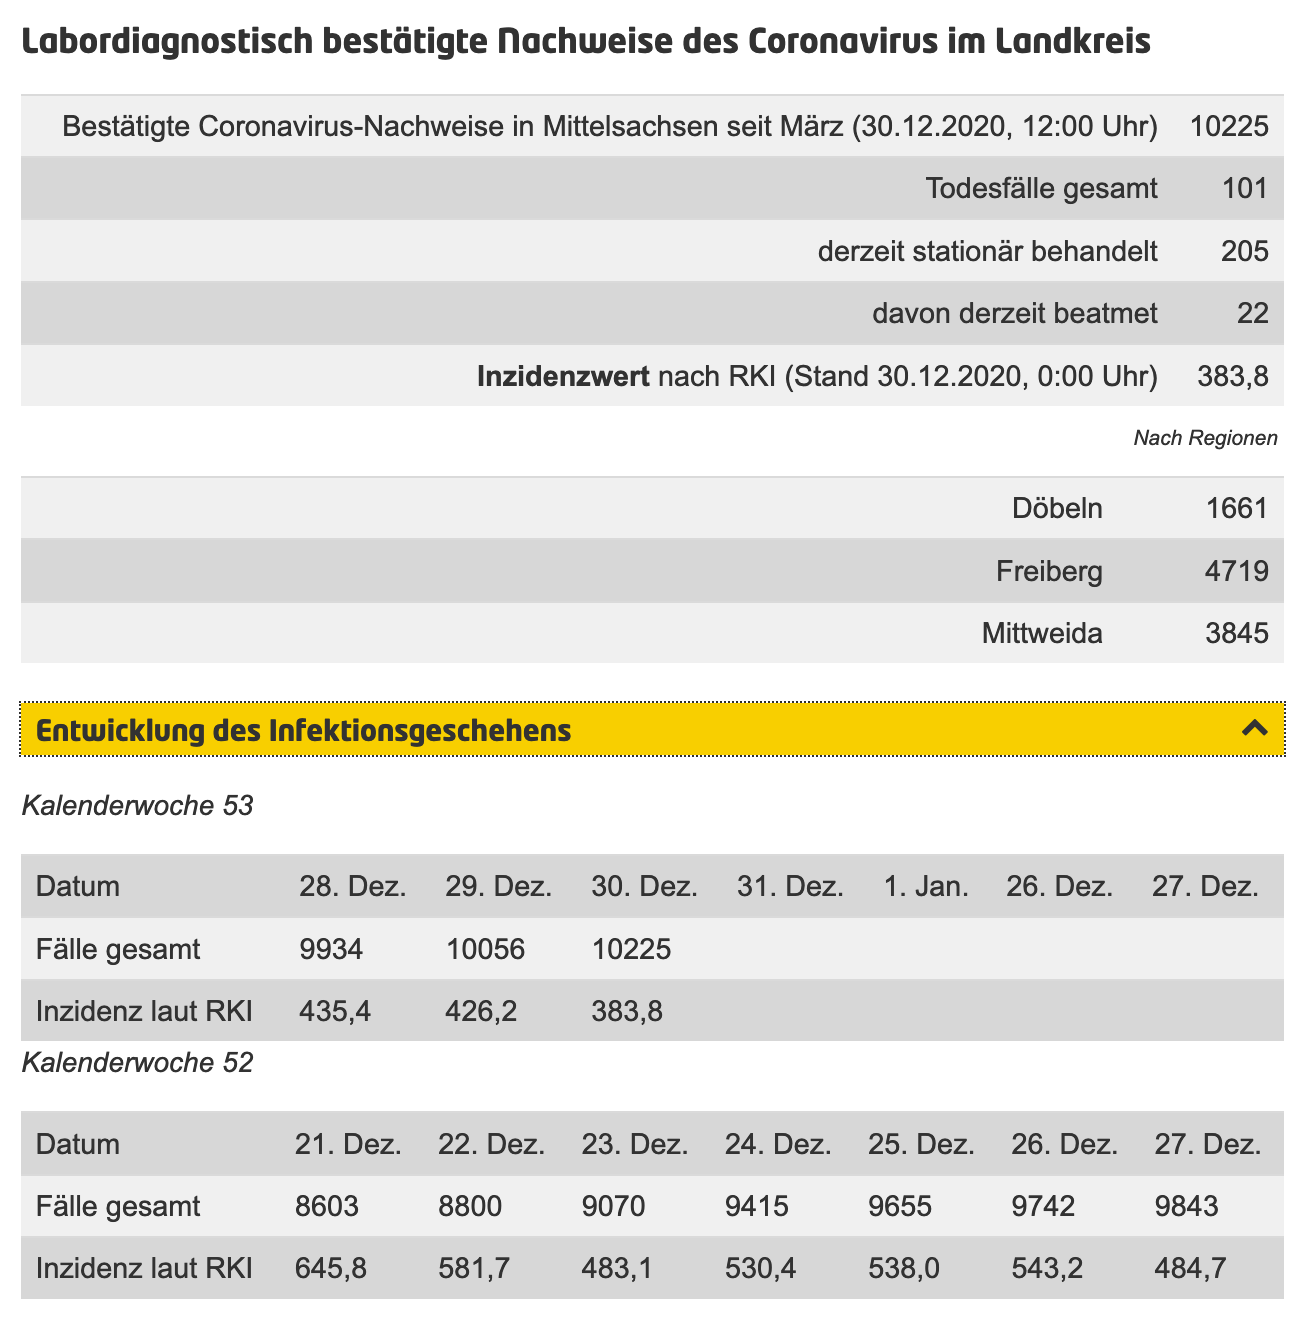 Labordiagnostisch bestätigte Nachweise des Coronavirus im Landkreis
Bestätigte Coronavirus-Nachweise in Mittelsachsen seit März (30.12.2020, 12:00 Uhr) 10225
Todesfälle gesamt 101
derzeit stationär behandelt 205
davon derzeit beatmet 22
Inzidenzwert nach RKI (Stand 30.12.2020, 0:00 Uhr) 383,8
Nach Regionen
Döbeln 1661
Freiberg 4719
Mittweida 3845
Entwicklung des Infektionsgeschehens
Kalenderwoche 53
Datum 28. Dez. 29. Dez. 30. Dez. 31. Dez. 1. Jan. 26. Dez. 27. Dez.
Fälle gesamt 9934 10056 10225
Inzidenz laut RKI 435,4 426,2 383,8
Kalenderwoche 52
Datum 21. Dez. 22. Dez. 23. Dez. 24. Dez. 25. Dez. 26. Dez. 27. Dez.
Fälle gesamt 8603 8800 9070 9415 9655 9742 9843
Inzidenz laut RKI 645,8 581,7 483,1 530,4 538,0 543,2 484,7